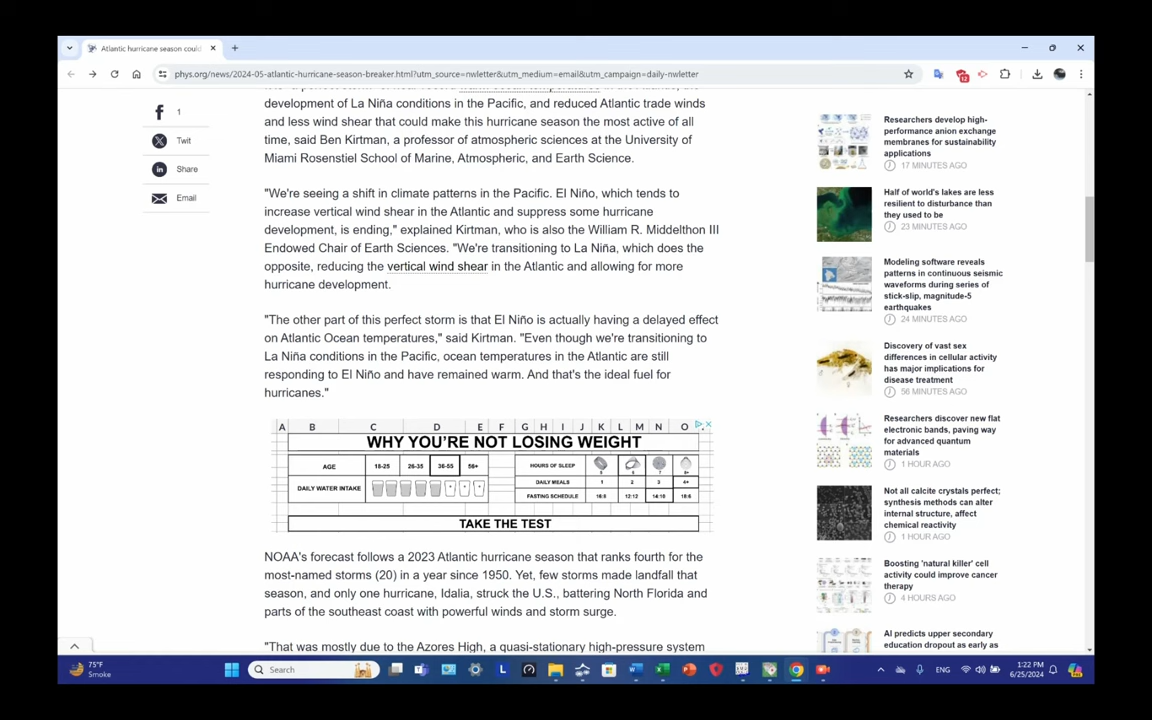 Atlantic hurricane season could
phys.org/news/2024-05-atlantic-hurricane-season-breaker.html?utm_source=nwletter&utm_medium=email&utm_campaign=daily-nwletter
12
1
Twit
Share
Email
development of La Niña conditions in the Pacific, and reduced Atlantic trade winds
and less wind shear that could make this hurricane season the most active of all
time, said Ben Kirtman, a professor of atmospheric sciences at the University of
Miami Rosenstiel School of Marine, Atmospheric, and Earth Science.
"We're seeing a shift in climate patterns in the Pacific. El Niño, which tends to
increase vertical wind shear in the Atlantic and suppress some hurricane
development, is ending," explained Kirtman, who is also the William R. Middelthon III
Endowed Chair of Earth Sciences. "We're transitioning to La Niña, which does the
opposite, reducing the vertical wind shear in the Atlantic and allowing for more
hurricane development.
"The other part of this perfect storm is that El Niño is actually having a delayed effect
on Atlantic Ocean temperatures," said Kirtman. "Even though we're transitioning to
La Niña conditions in the Pacific, ocean temperatures in the Atlantic are still
responding to El Niño and have remained warm. And that's the ideal fuel for
hurricanes."
A B C D E F G H I J K L M N O
WHY YOU'RE NOT LOSING WEIGHT
AGE 18-25 26-35 36-55 56+
HOURS OF SLEEP
DAILY WATER INTAKE
DAILY MEALS 1 2 3 4+
FASTING SCHEDULE 16:8 12:12 14:10 18:6
TAKE THE TEST
NOAA's forecast follows a 2023 Atlantic hurricane season that ranks fourth for the
most-named storms (20) in a year since 1950. Yet, few storms made landfall that
season, and only one hurricane, Idalia, struck the U.S., battering North Florida and
parts of the southeast coast with powerful winds and storm surge.
"That was mostly due to the Azores High, a quasi-stationary high-pressure system
Researchers develop high-
performance anion exchange
membranes for sustainability
applications
17 MINUTES AGO
Half of world's lakes are less
resilient to disturbance than
they used to be
23 MINUTES AGO
Modeling software reveals
patterns in continuous seismic
waveforms during series of
stick-slip, magnitude-5
earthquakes
24 MINUTES AGO
Discovery of vast sex
differences in cellular activity
has major implications for
disease treatment
56 MINUTES AGO
Researchers discover new flat
electronic bands, paving way
for advanced quantum
materials
1 HOUR AGO
Not all calcite crystals perfect;
synthesis methods can alter
internal structure, affect
chemical reactivity
1 HOUR AGO
Boosting 'natural killer' cell
activity could improve cancer
therapy
4 HOURS AGO
AI predicts upper secondary
education dropout as early as
75°F
Smoke
Search
ENG
1:22 PM
6/25/2024